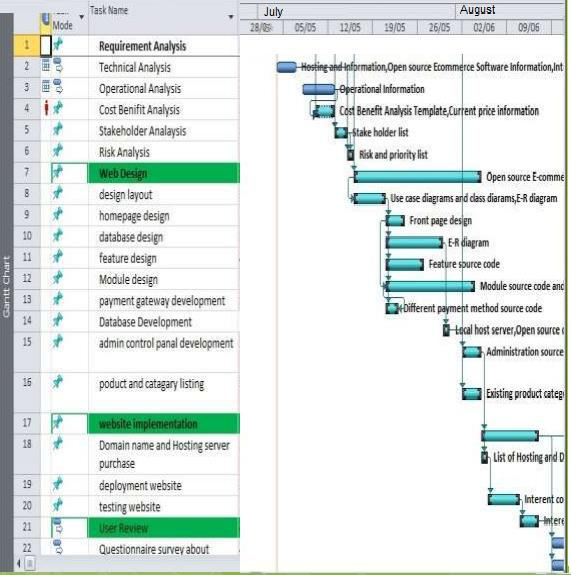 Task Name
Mode
July
August
28/05
05/05
12/05
19/05
26/05
02/06
09/06
1 Requirement Analysis
2 Technical Analysis
Hosting and Information,Open source Ecommerce Software Information,Int
3 Operational Analysis
Operational Information
4 Cost Benifit Analysis
Cost Benefit Analysis Template,Current price information
5 Stakeholder Analaysis
Stake holder list
6 Risk Analysis
Risk and priority list
7 Web Design
Open source E-comme
8 design layout
Use case diagrams and class diarams,E-R diagram
9 homepage design
Front page design
10 database design
E-R diagram
11 feature design
Feature source code
12 Module design
Module source code and
13 payment gateway development
Different payment method source code
14 Database Development
Local host server,Open source
15 admin control panal development
Administration source
16 poduct and catagary listing
Existing product categ
17 website implementation
18 Domain name and Hosting server
purchase
List of Hosting and D
19 deployment website
Interent co
20 testing website
Intere
21 User Review
22 Questionnaire survey about
Gantt Chart